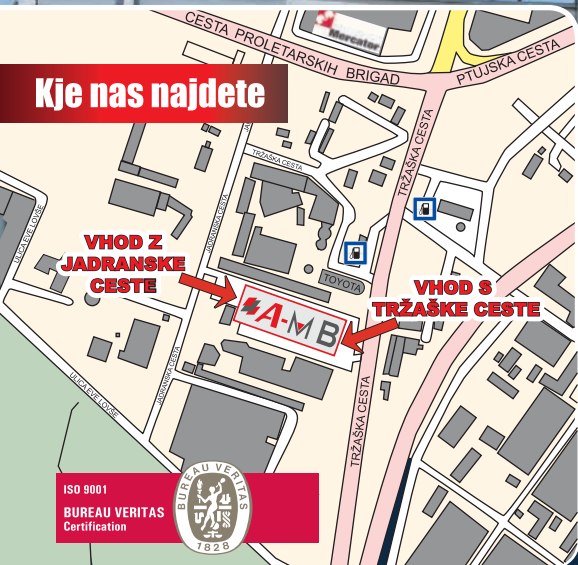 Mercator
CESTA PROLETARSKIH BRIGAD
PTUJSKA CESTA
Kje nas najdete
TRŽAŠKA CESTA
TRŽAŠKA CESTA
JADRANSKA CESTA
ULICA EVE LOVŠE
VHOD Z
JADRANSKE
CESTE
TOYOTA
VHOD S
TRŽAŠKE CESTE
A-MB
JADRANSKA CESTA
ULICA EVE LOVŠE
TRŽAŠKA CESTA
ISO 9001
BUREAU VERITAS
Certification
BUREAU VERITAS
1828